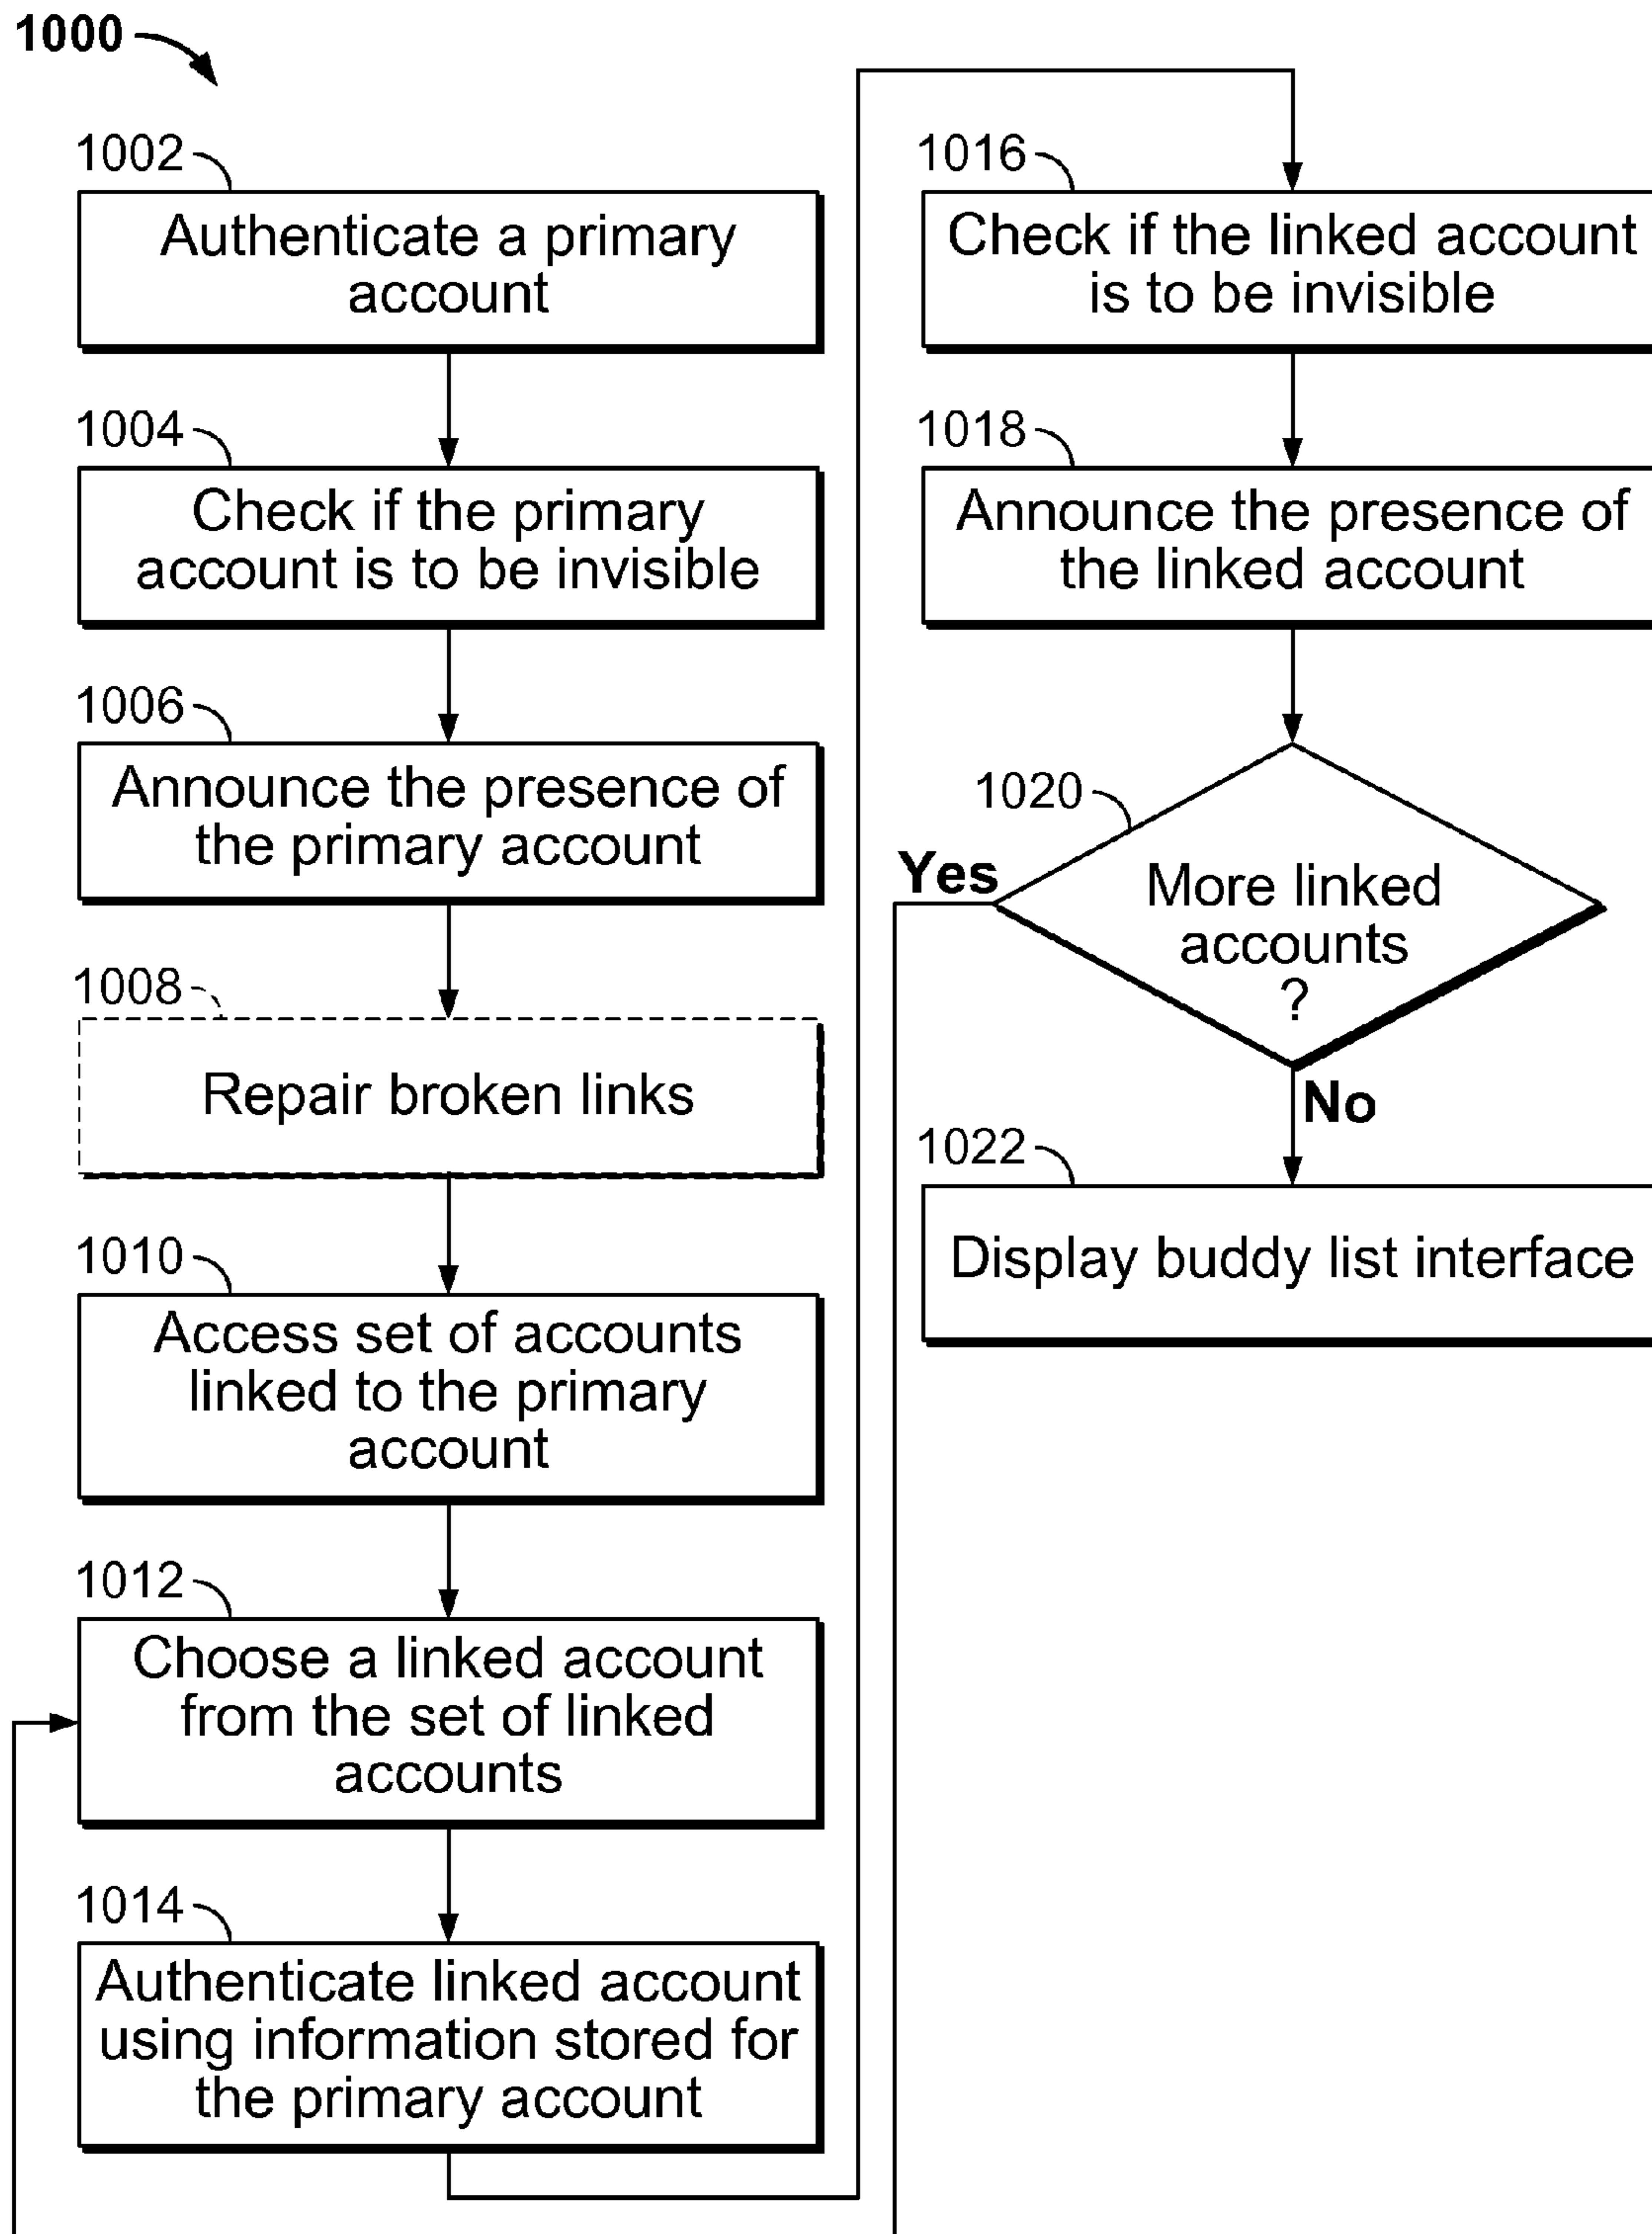 1000
1002
Authenticate a primary
account
1004
Check if the primary
account is to be invisible
1006
Announce the presence of
the primary account
1008
Repair broken links
1010
Access set of accounts
linked to the primary
account
1012
Choose a linked account
from the set of linked
accounts
1014
Authenticate linked account
using information stored for
the primary account
1016
Check if the linked account
is to be invisible
1018
Announce the presence of
the linked account
1020
Yes
More linked
accounts
?
No
1022
Display buddy list interface